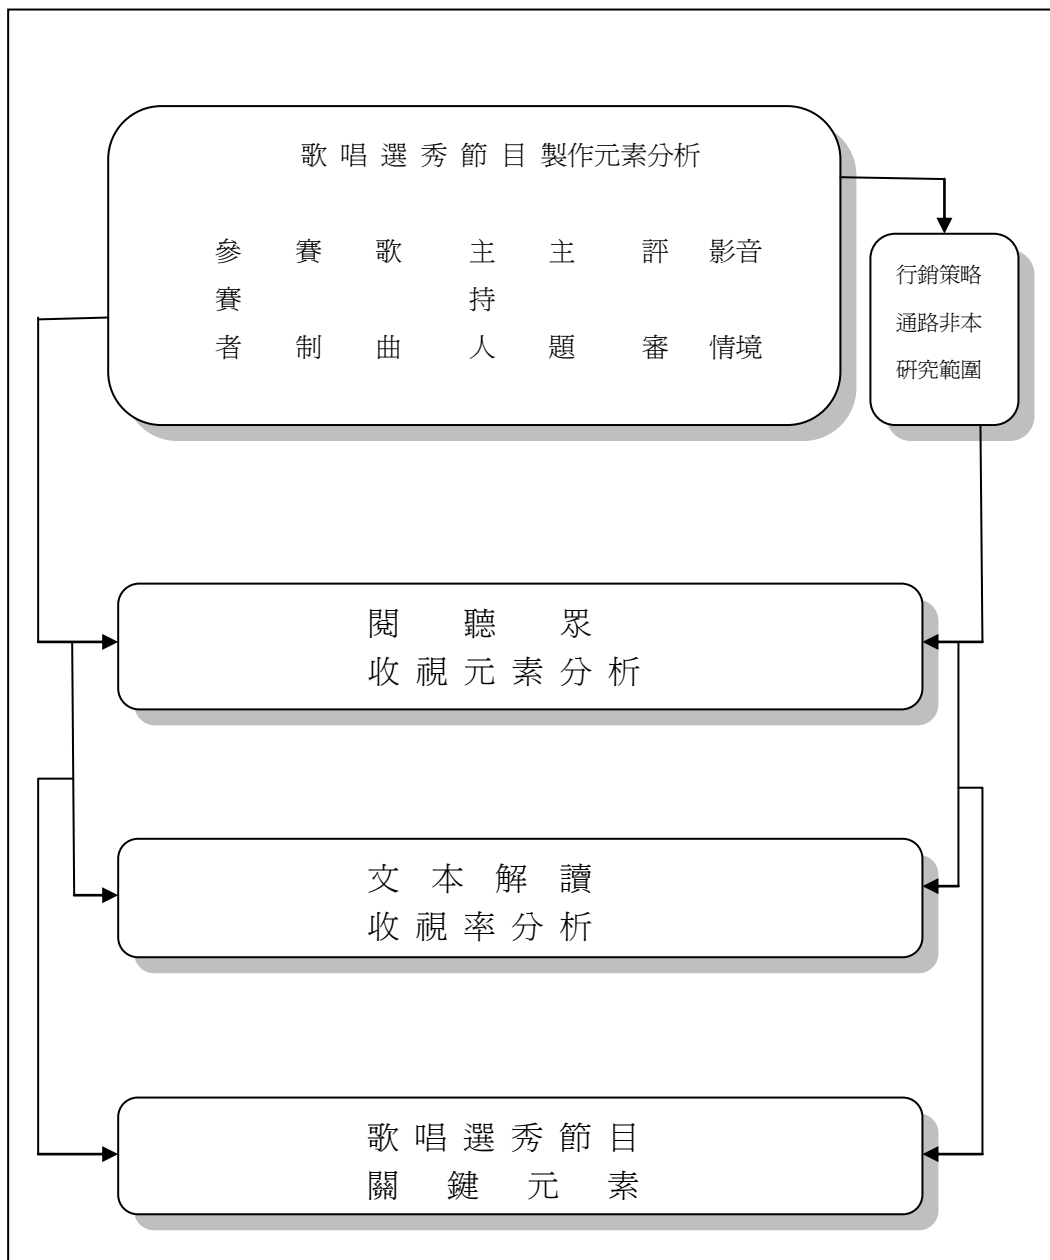 歌唱選秀節目製作元素分析
參 賽 歌 主 主 評 影音
賽 持
者 制 曲 人 題 審 情境
行銷策略
通路非本
研究範圍
閱聽眾
收視元素分析
文本解讀
收視率分析
歌唱選秀節目
關鍵元素